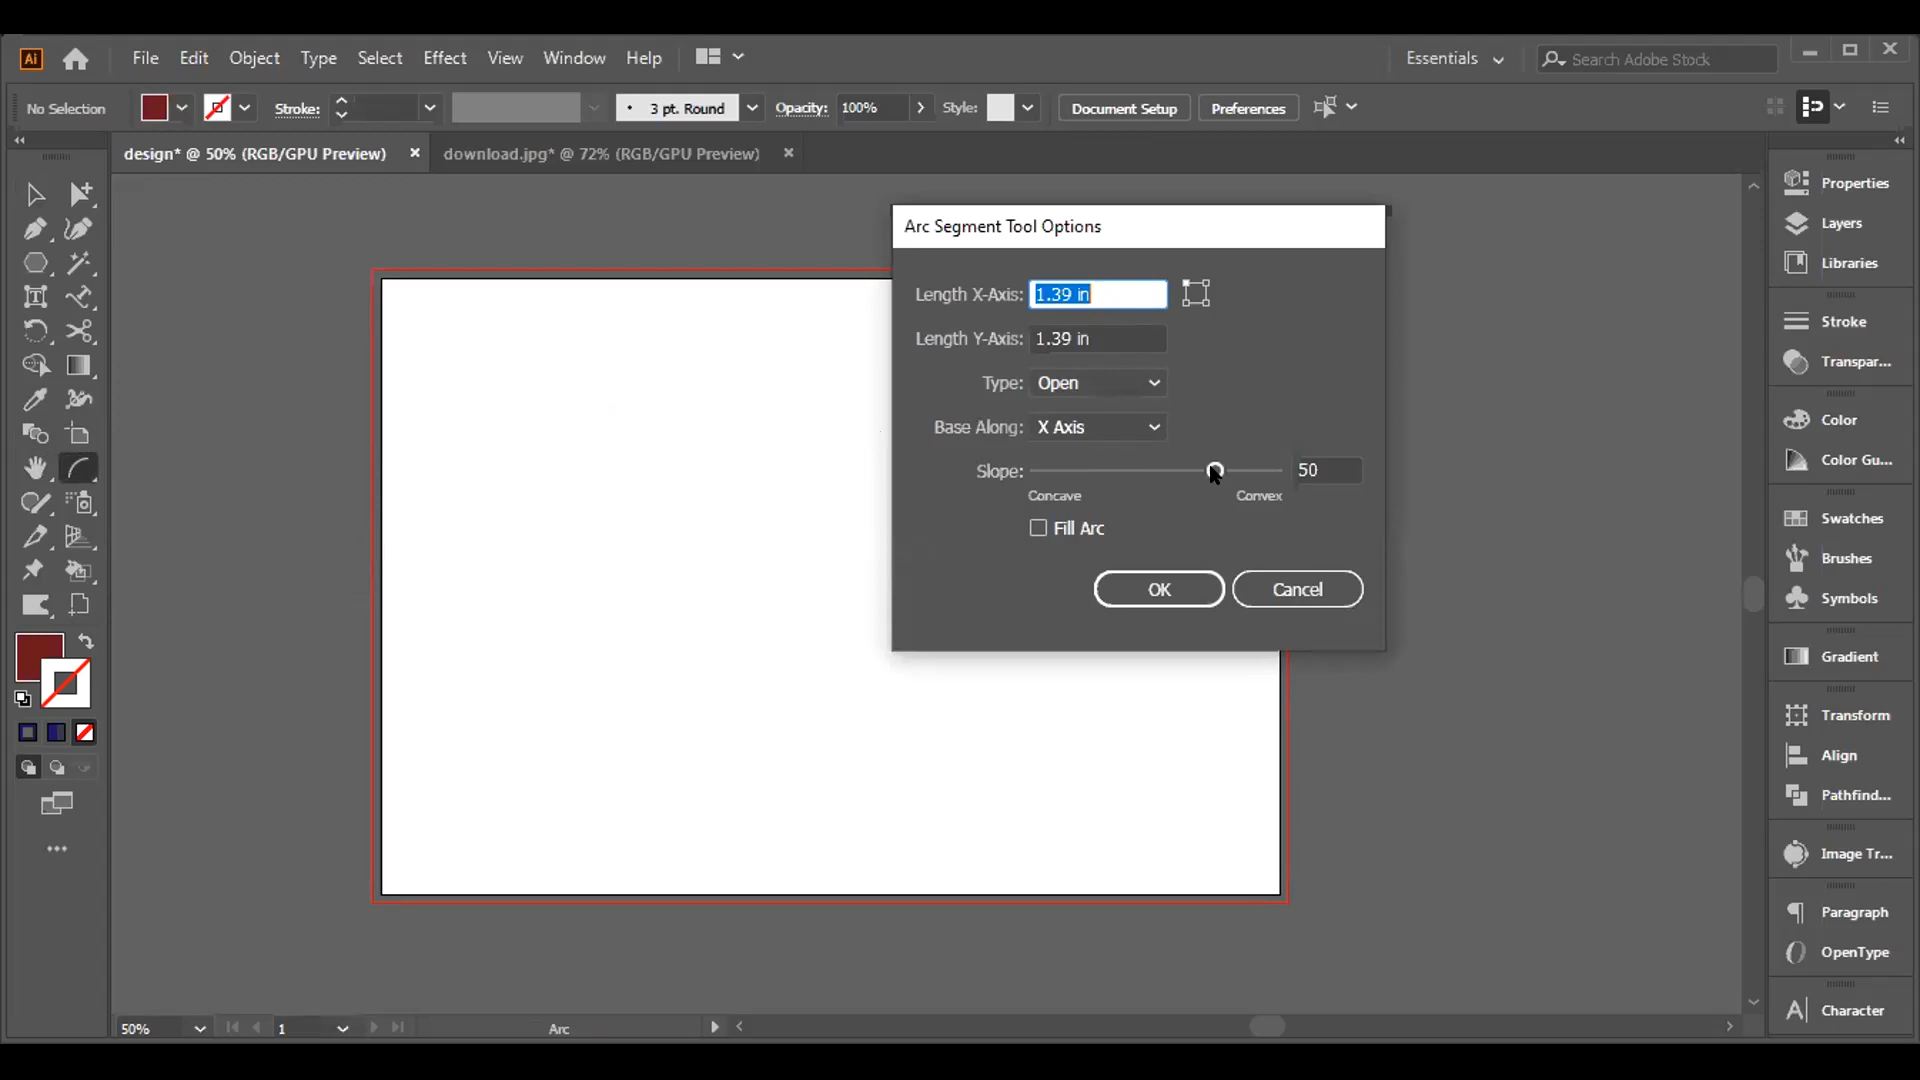 Ai File Edit Object Type Select Effect View Window Help Essentials Search Adobe Stock
No Selection Stroke: 3 pt. Round Opacity: 100% Style: Document Setup Preferences
design* @ 50% (RGB/GPU Preview) download.jpg* @ 72% (RGB/GPU Preview)
Arc Segment Tool Options
Length X-Axis: 1.39 in
Length Y-Axis: 1.39 in
Type: Open
Base Along: X Axis
Slope: 50
Concave Convex
Fill Arc
OK Cancel
Properties
Layers
Libraries
Stroke
Transpar...
Color
Color Gu...
Swatches
Brushes
Symbols
Gradient
Transform
Align
Pathfind...
Image Tr...
Paragraph
OpenType
Character
50% 1 Arc